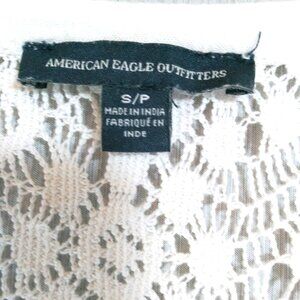 AMERICAN EAGLE OUTFITTERS
S/P
MADE IN INDIA
FABRIQUÉ EN
INDE